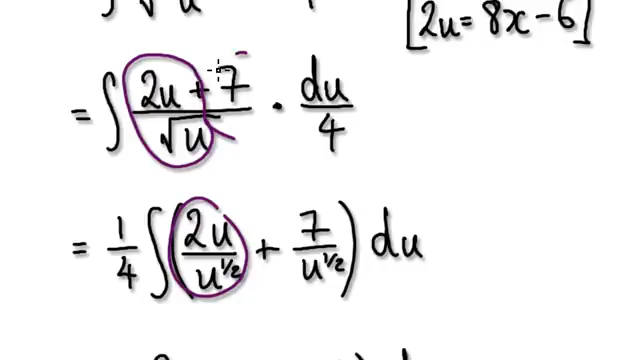 [2u = 8x - 6]
= ∫ (2u + 7)/√u · du/4
= 1/4 ∫ (2u/u^(1/2) + 7/u^(1/2)) du